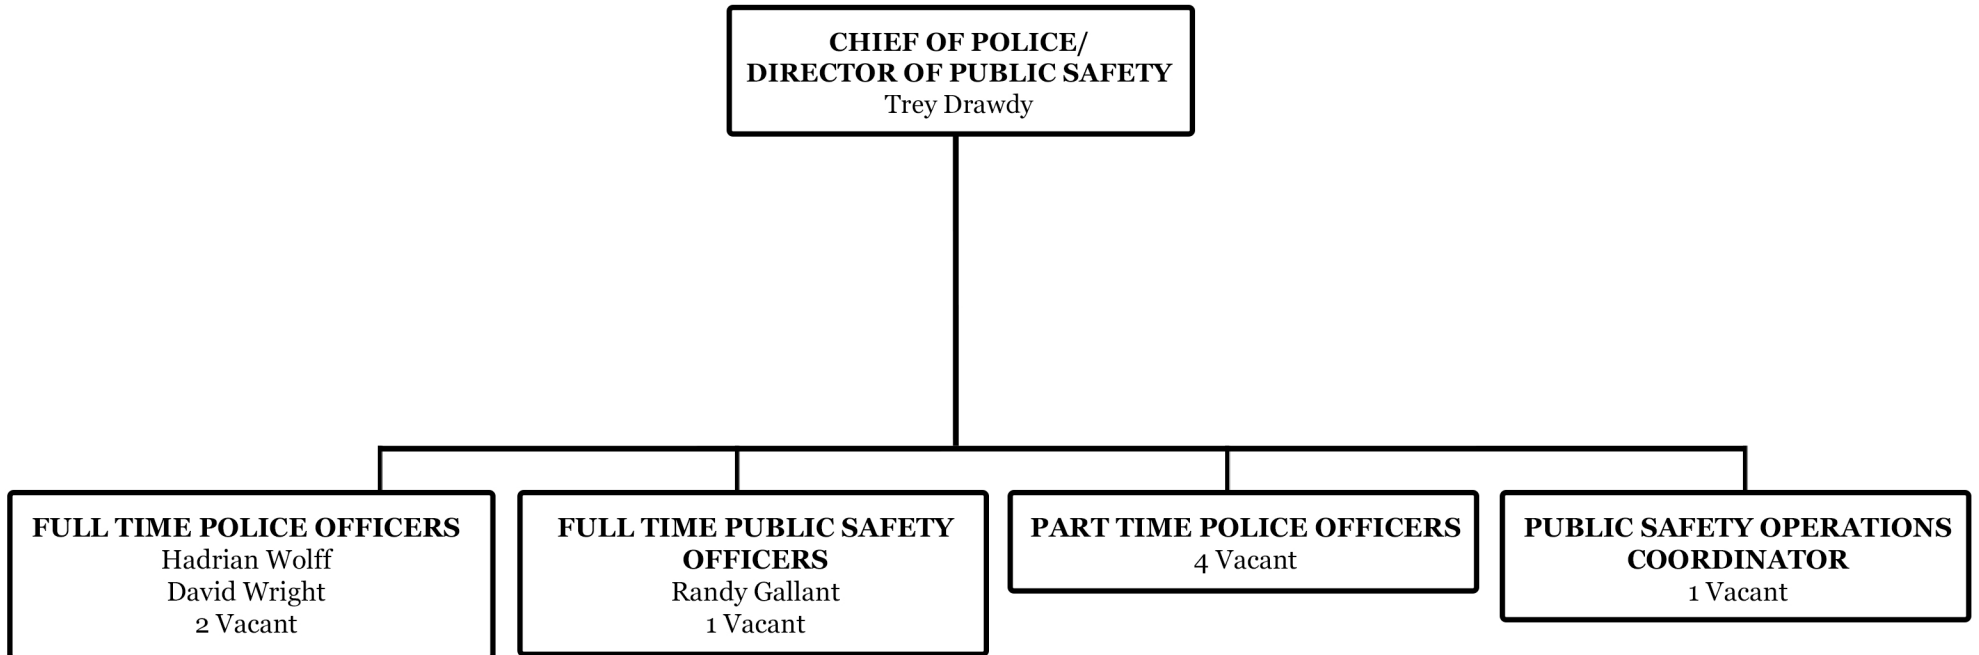 CHIEF OF POLICE/
DIRECTOR OF PUBLIC SAFETY
Trey Drawdy
FULL TIME POLICE OFFICERS
Hadrian Wolff
David Wright
2 Vacant
FULL TIME PUBLIC SAFETY
OFFICERS
Randy Gallant
1 Vacant
PART TIME POLICE OFFICERS
4 Vacant
PUBLIC SAFETY OPERATIONS
COORDINATOR
1 Vacant